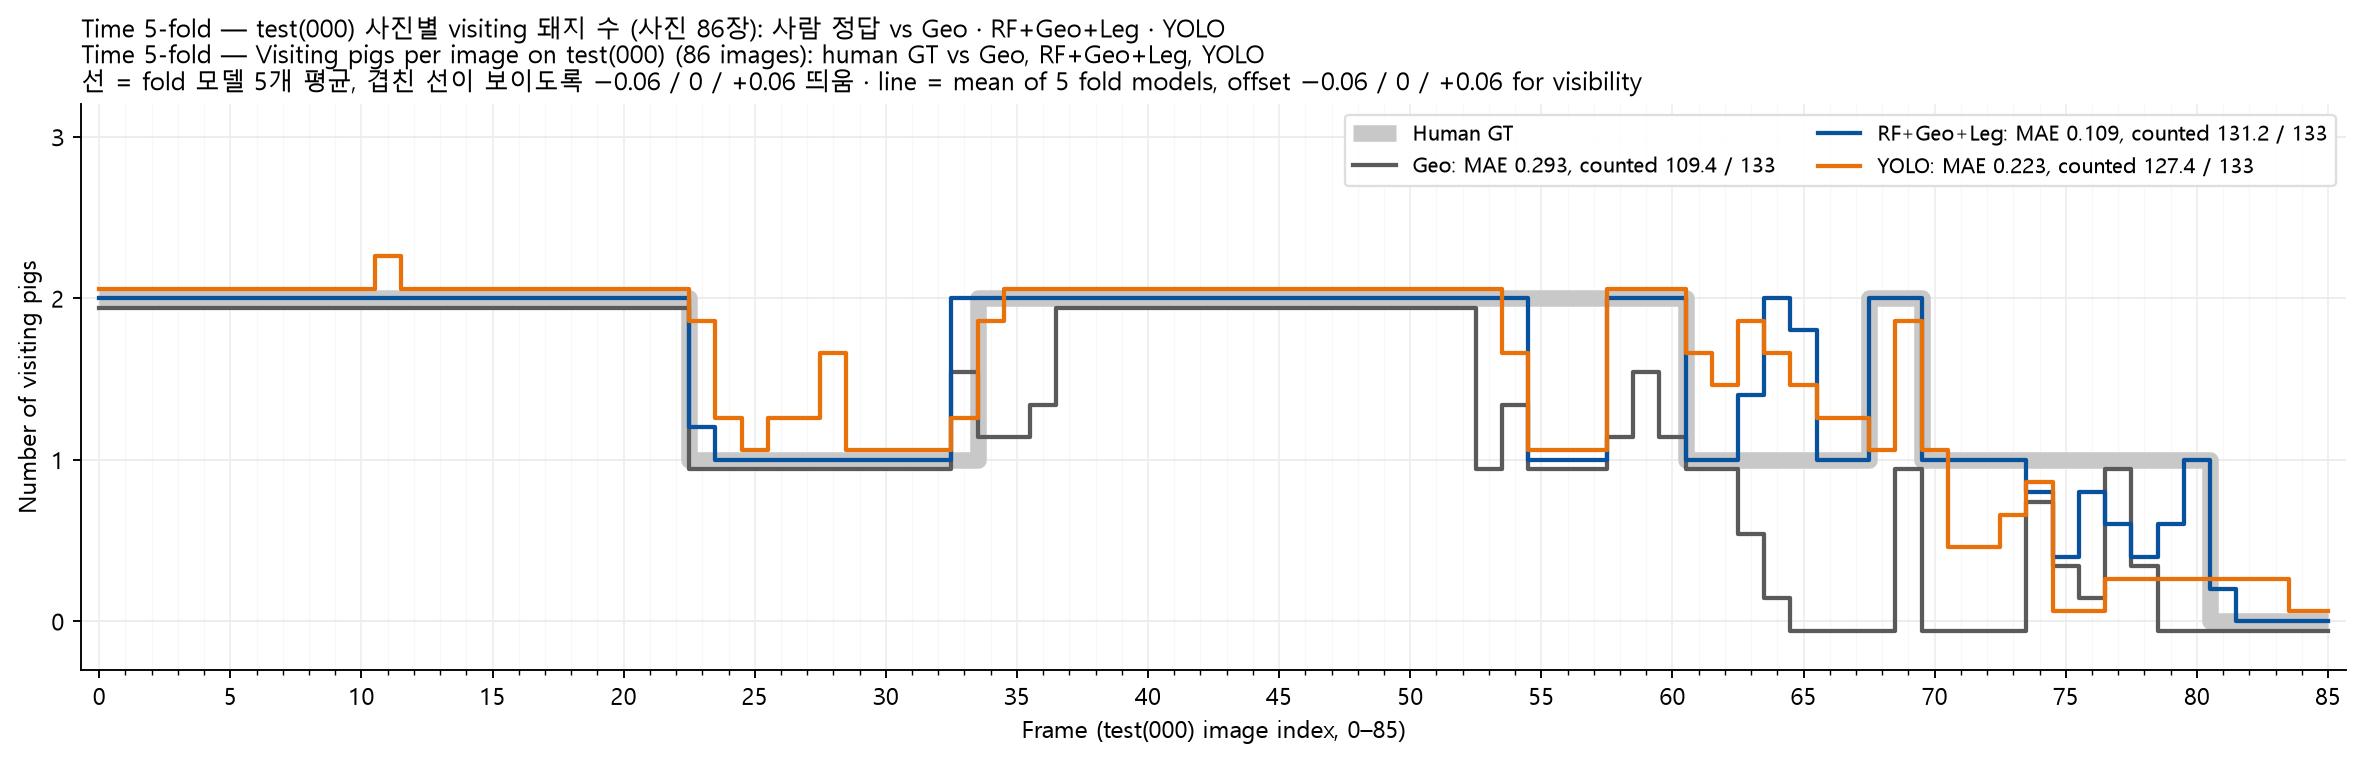 Time 5-fold — test(000) 사진별 visiting 돼지 수 (사진 86장): 사람 정답 vs Geo · RF+Geo+Leg · YOLO
Time 5-fold — Visiting pigs per image on test(000) (86 images): human GT vs Geo, RF+Geo+Leg, YOLO
선 = fold 모델 5개 평균, 겹친 선이 보이도록 −0.06 / 0 / +0.06 띄움 · line = mean of 5 fold models, offset −0.06 / 0 / +0.06 for visibility
Human GT
Geo: MAE 0.293, counted 109.4 / 133
RF+Geo+Leg: MAE 0.109, counted 131.2 / 133
YOLO: MAE 0.223, counted 127.4 / 133
Number of visiting pigs
3
2
1
0
0 5 10 15 20 25 30 35 40 45 50 55 60 65 70 75 80 85
Frame (test(000) image index, 0–85)